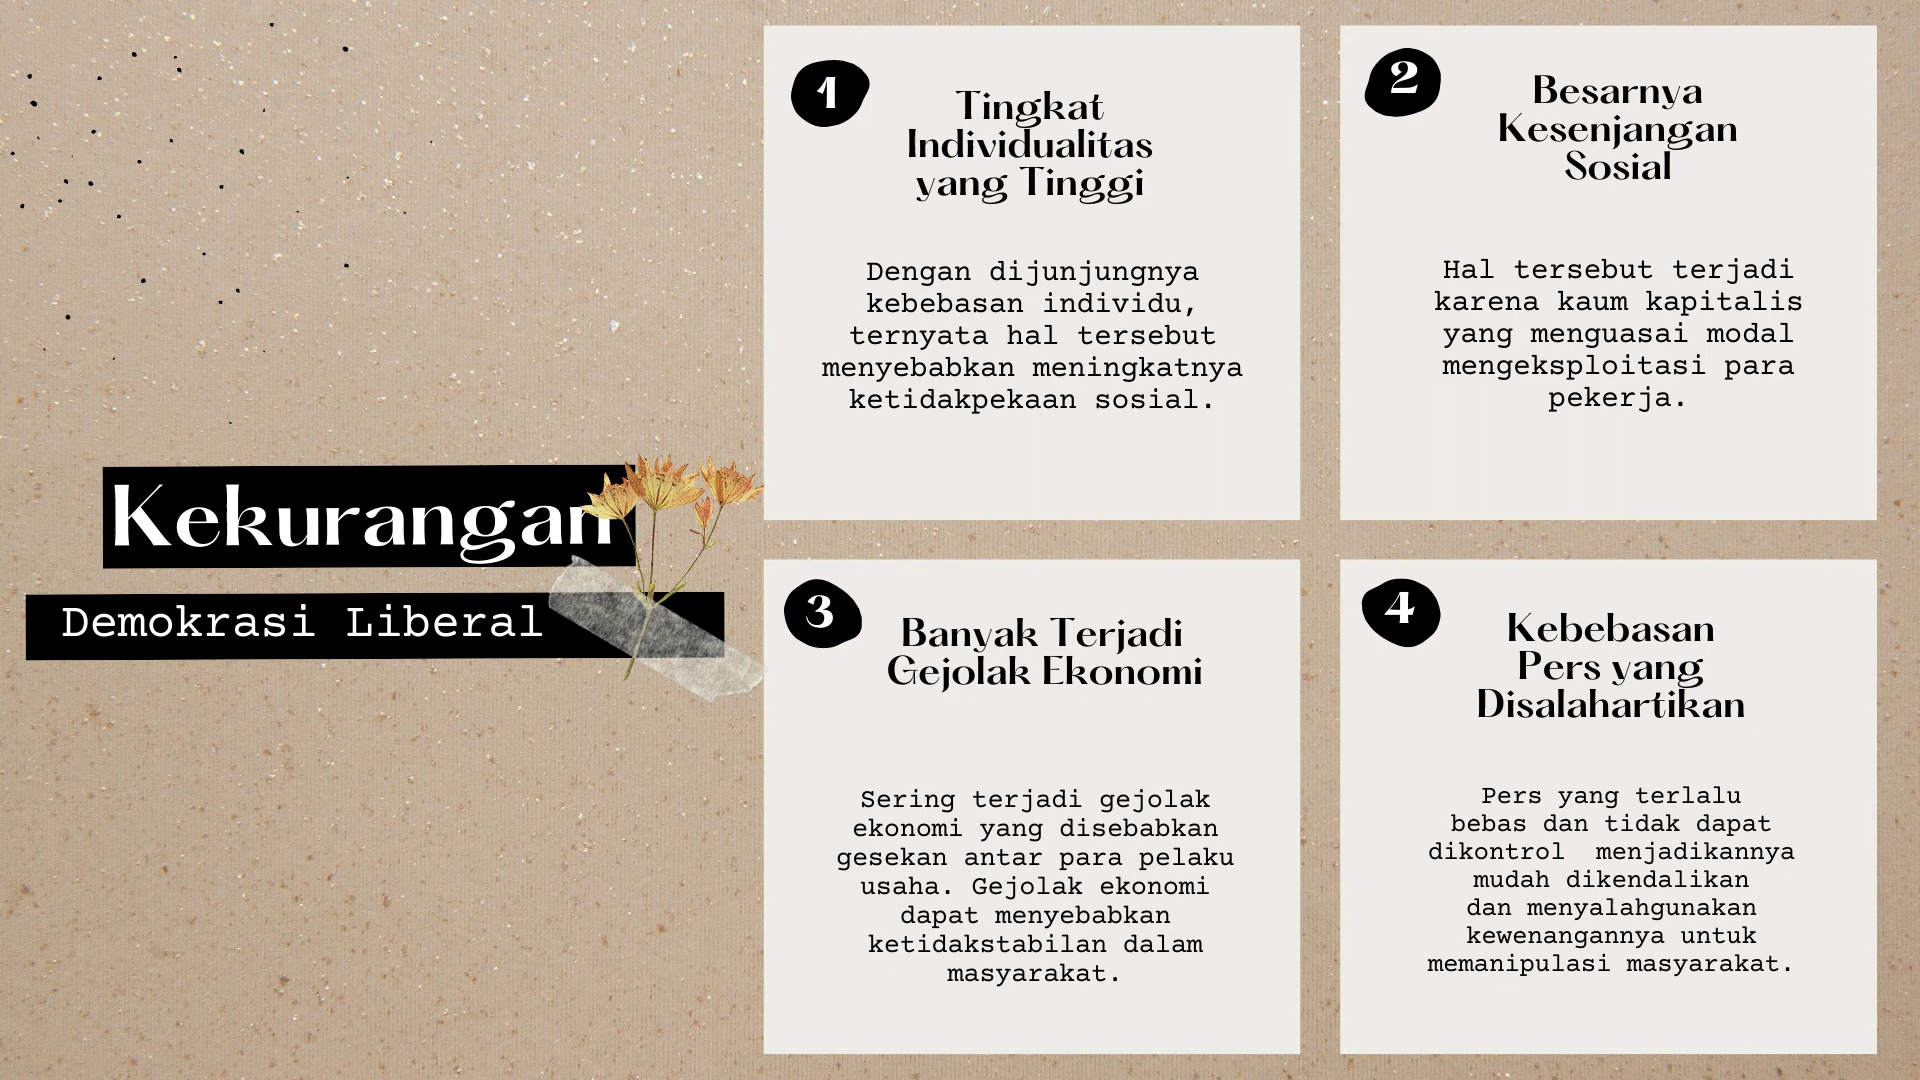 Kekurangan
Demokrasi Liberal
1
Tingkat
Individualitas
yang Tinggi
Dengan dijunjungnya
kebebasan individu,
ternyata hal tersebut
menyebabkan meningkatnya
ketidakpekaan sosial.
2
Besarnya
Kesenjangan
Sosial
Hal tersebut terjadi
karena kaum kapitalis
yang menguasai modal
mengeksploitasi para
pekerja.
3
Banyak Terjadi
Gejolak Ekonomi
Sering terjadi gejolak
ekonomi yang disebabkan
gesekan antar para pelaku
usaha. Gejolak ekonomi
dapat menyebabkan
ketidakstabilan dalam
masyarakat.
4
Kebebasan
Pers yang
Disalahartikan
Pers yang terlalu
bebas dan tidak dapat
dikontrol  menjadikannya
mudah dikendalikan
dan menyalahgunakan
kewenangannya untuk
memanipulasi masyarakat.